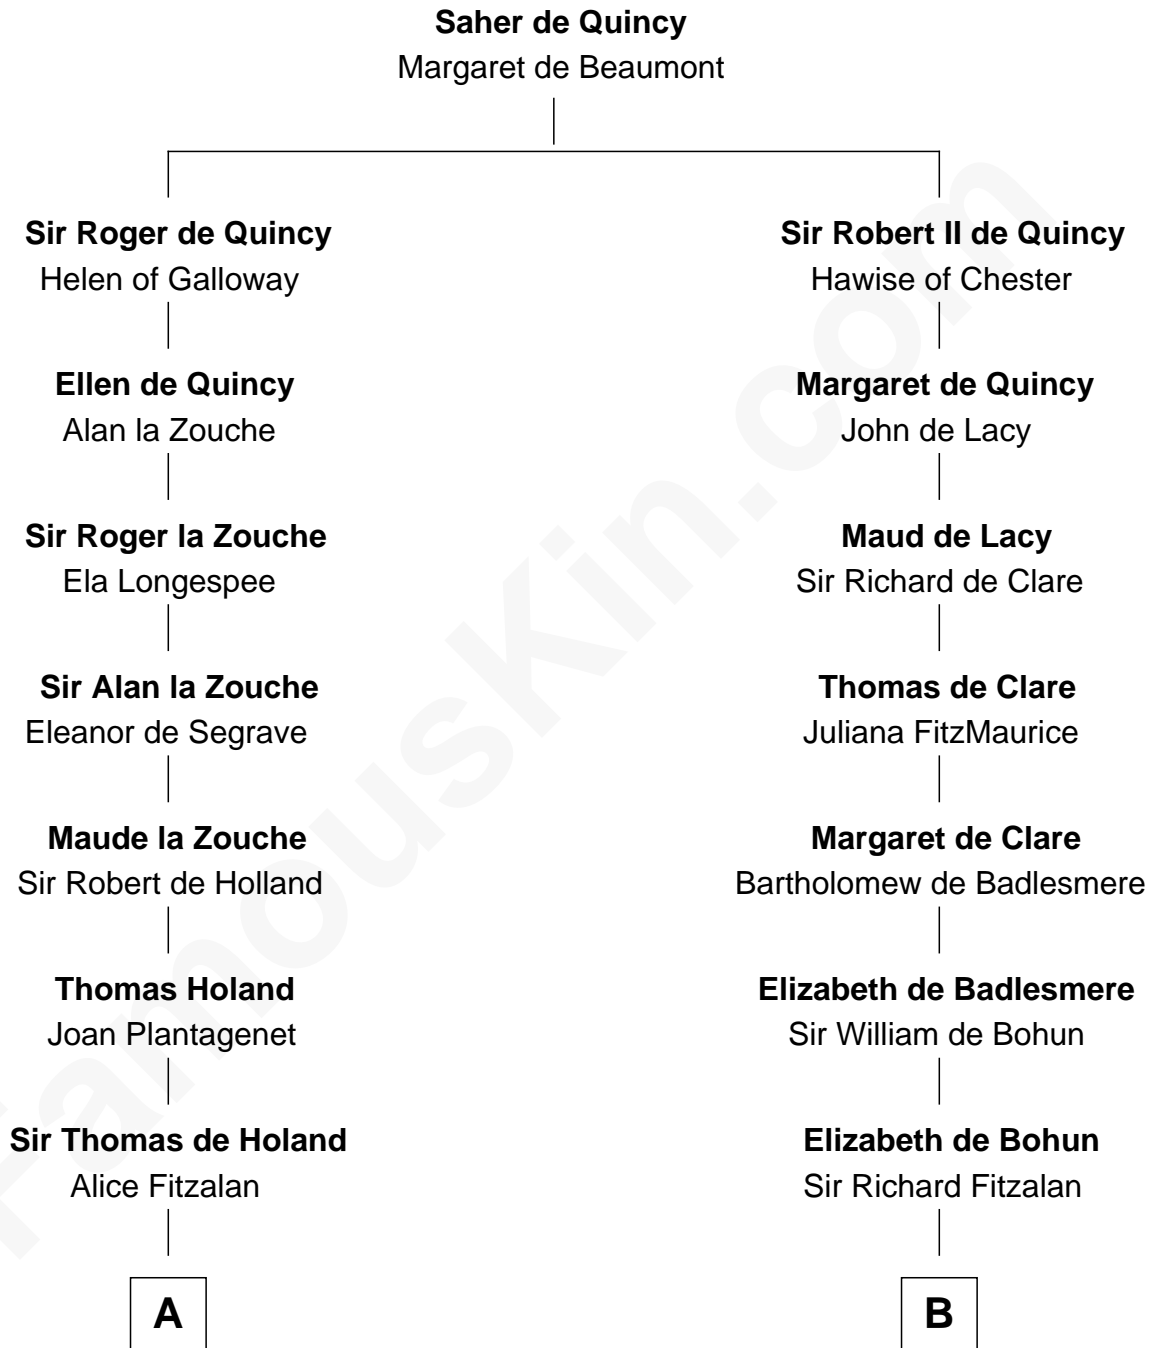 Saher de Quincy
Margaret de Beaumont
Sir Roger de Quincy
Helen of Galloway
Sir Robert II de Quincy
Hawise of Chester
Ellen de Quincy
Alan la Zouche
Margaret de Quincy
John de Lacy
Sir Roger la Zouche
Ela Longespee
Maud de Lacy
Sir Richard de Clare
Sir Alan la Zouche
Eleanor de Segrave
Thomas de Clare
Juliana FitzMaurice
Maude la Zouche
Sir Robert de Holland
Margaret de Clare
Bartholomew de Badlesmere
Thomas Holand
Joan Plantagenet
Elizabeth de Badlesmere
Sir William de Bohun
Sir Thomas de Holand
Alice Fitzalan
Elizabeth de Bohun
Sir Richard Fitzalan
A
B
FamousKin.com